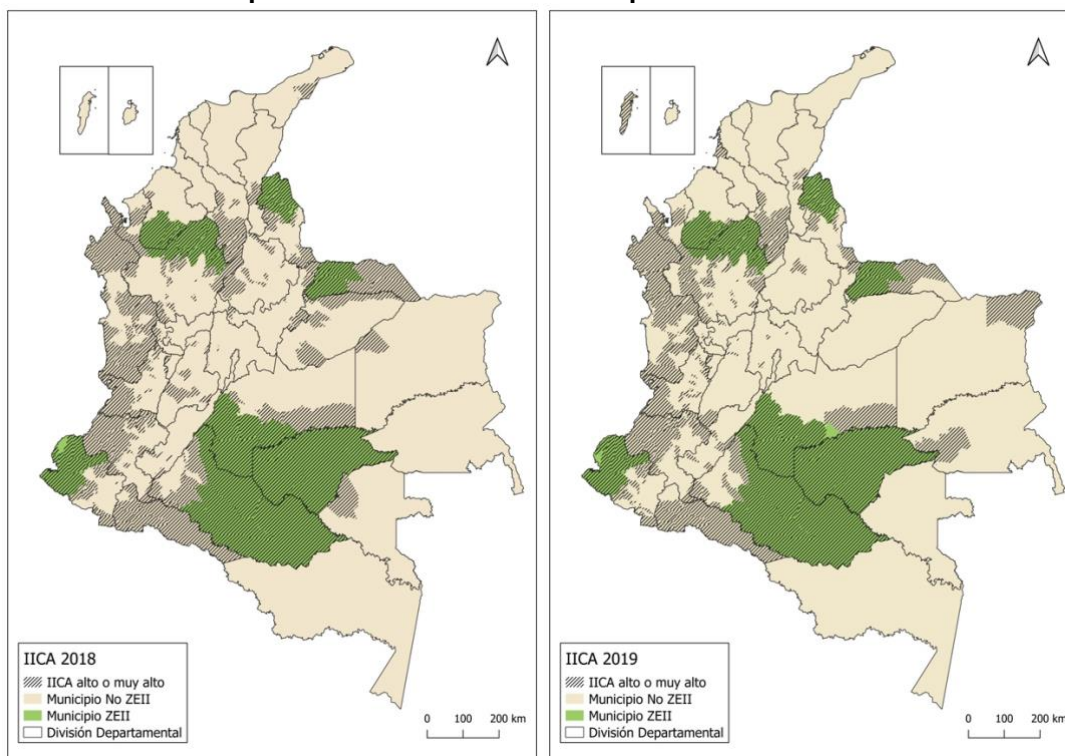 IICA 2018
IICA alto o muy alto
Municipio No ZEII
Municipio ZEII
División Departamental
0 100 200 km
IICA 2019
IICA alto o muy alto
Municipio No ZEII
Municipio ZEII
División Departamental
0 100 200 km